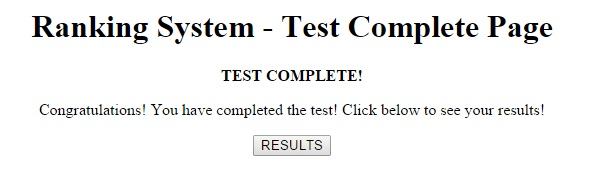 Ranking System - Test Complete Page
TEST COMPLETE!
Congratulations! You have completed the test! Click below to see your results!
RESULTS